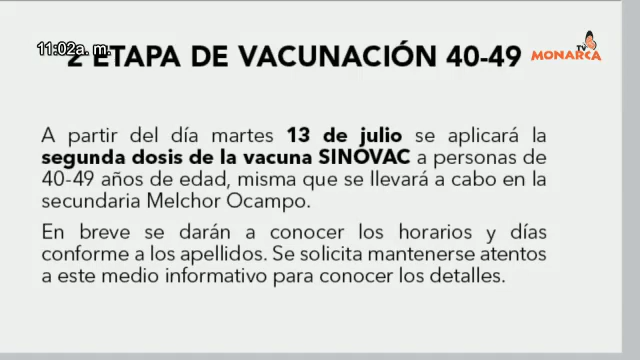 11:02a. m.
2 ETAPA DE VACUNACIÓN 40-49
TV
MONARCA
A partir del día martes 13 de julio se aplicará la
segunda dosis de la vacuna SINOVAC a personas de
40-49 años de edad, misma que se llevará a cabo en la
secundaria Melchor Ocampo.
En breve se darán a conocer los horarios y días
conforme a los apellidos. Se solicita mantenerse atentos
a este medio informativo para conocer los detalles.